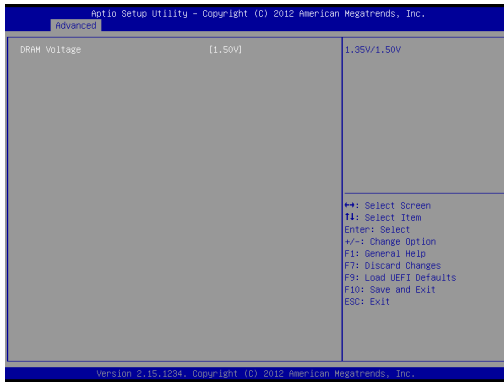 Aptio Setup Utility - Copyright (C) 2012 American Megatrends, Inc.
Advanced
DRAM Voltage [1.50V]
1.35V/1.50V
↔: Select Screen
↑↓: Select Item
Enter: Select
+/-: Change Option
F1: General Help
F7: Discard Changes
F9: Load UEFI Defaults
F10: Save and Exit
ESC: Exit
Version 2.15.1234. Copyright (C) 2012 American Megatrends, Inc.